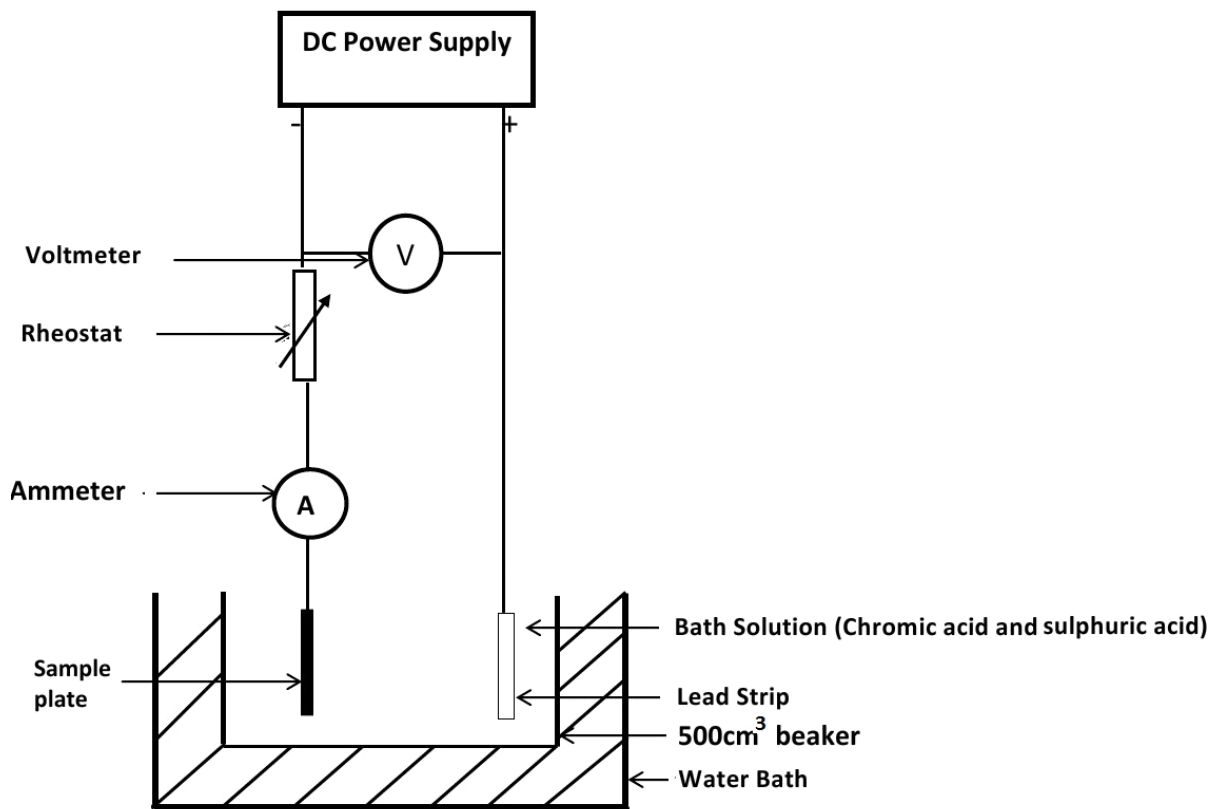 DC Power Supply
-
+
Voltmeter
V
Rheostat
Ammeter
A
Bath Solution (Chromic acid and sulphuric acid)
Sample
plate
Lead Strip
500cm³ beaker
Water Bath